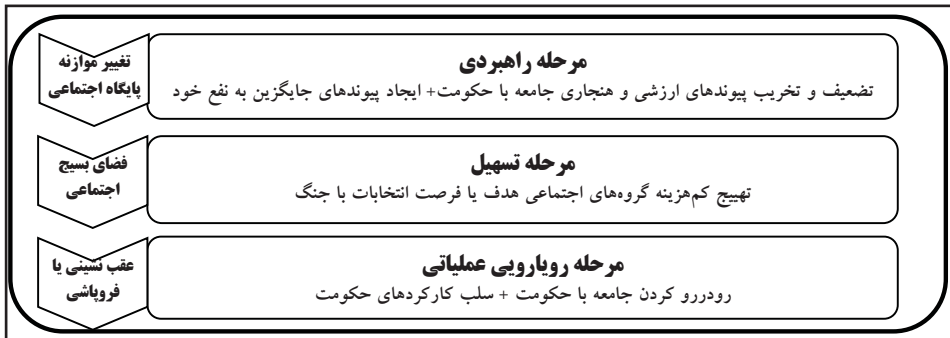 مرحله راهبردی
تضعیف و تخریب پیوندهای ارزشی و هنجاری جامعه با حکومت+ ایجاد پیوندهای جایگزین به نفع خود
تغییر موازنه
پایگاه اجتماعی
مرحله تسهیل
تهییج کم‌هزینه گروه‌های اجتماعی هدف یا فرصت انتخابات با جنگ
فضای بسیج
اجتماعی
مرحله رویارویی عملیاتی
رودررو کردن جامعه با حکومت + سلب کارکردهای حکومت
عقب نشینی یا
فروپاشی